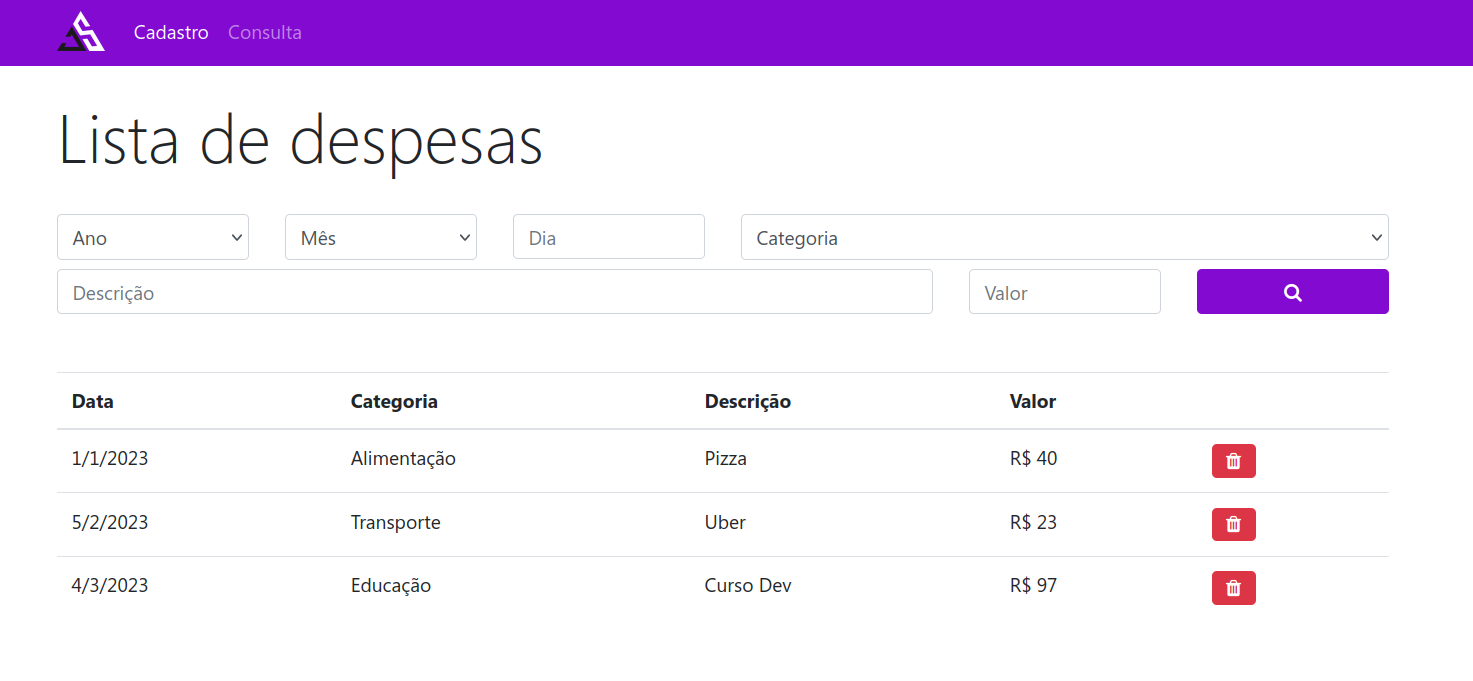 Cadastro Consulta
Lista de despesas
Ano Mês Dia Categoria
Descrição Valor
Data Categoria Descrição Valor
1/1/2023 Alimentação Pizza R$ 40
5/2/2023 Transporte Uber R$ 23
4/3/2023 Educação Curso Dev R$ 97